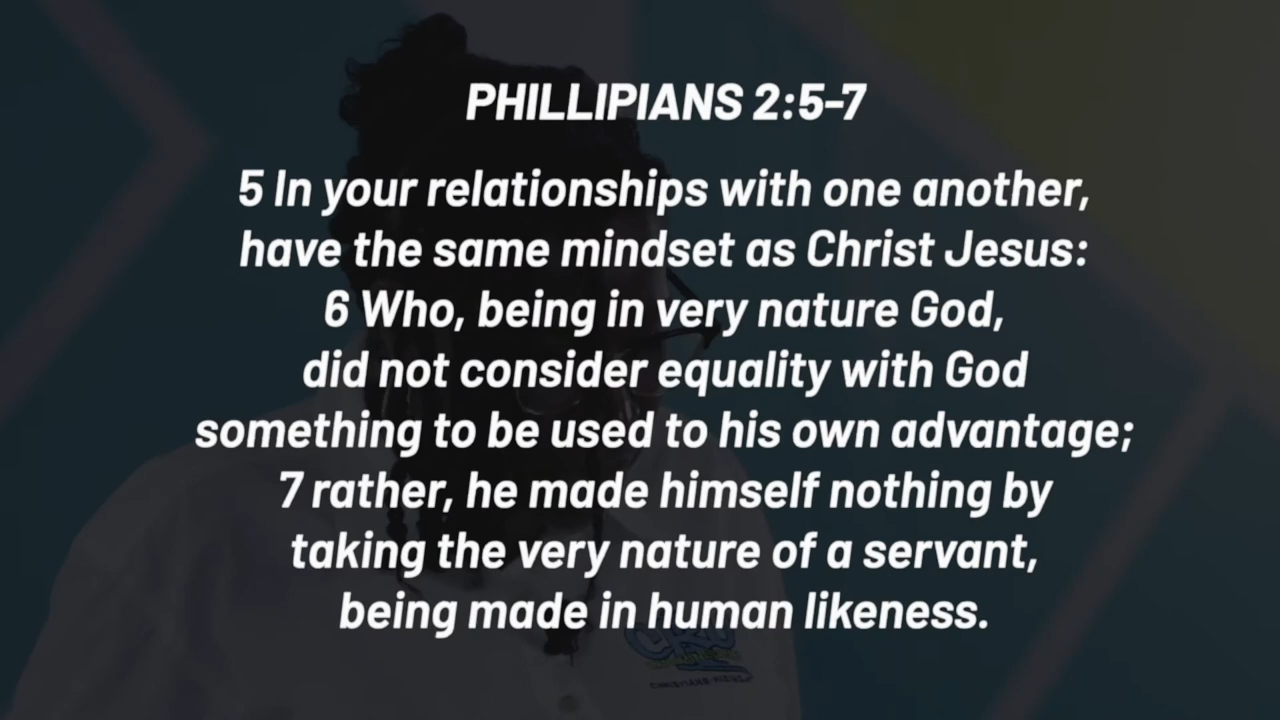 PHILLIPIANS 2:5-7
5 In your relationships with one another,
have the same mindset as Christ Jesus:
6 Who, being in very nature God,
did not consider equality with God
something to be used to his own advantage;
7 rather, he made himself nothing by
taking the very nature of a servant,
being made in human likeness.